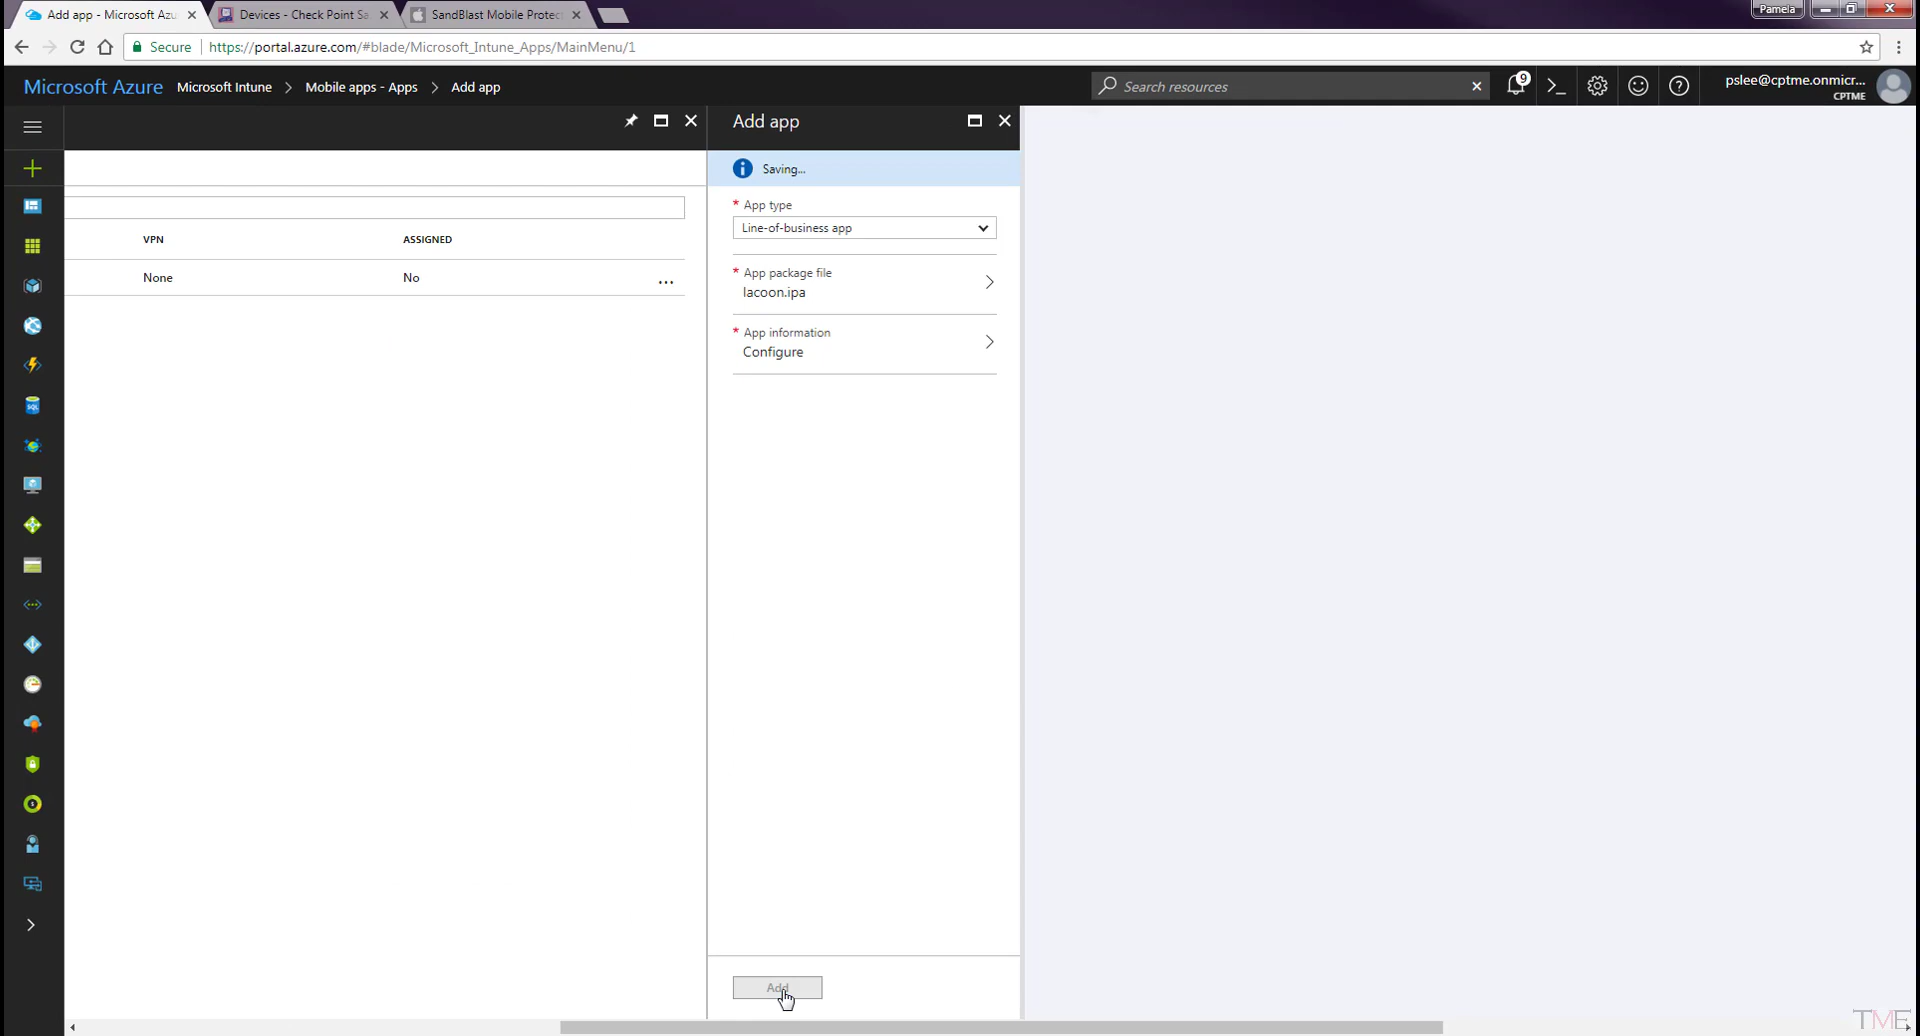 Add app - Microsoft Azu
Devices - Check Point Sa
SandBlast Mobile Protec
Pamela
Secure
https://portal.azure.com/#blade/Microsoft_Intune_Apps/MainMenu/1
Microsoft Azure
Microsoft Intune
Mobile apps - Apps
Add app
Search resources
9
pslee@cptme.onmicr...
CPTME
Add app
Saving...
* App type
Line-of-business app
VPN
ASSIGNED
None
No
...
* App package file
lacoon.ipa
* App information
Configure
SQL
Add
TME